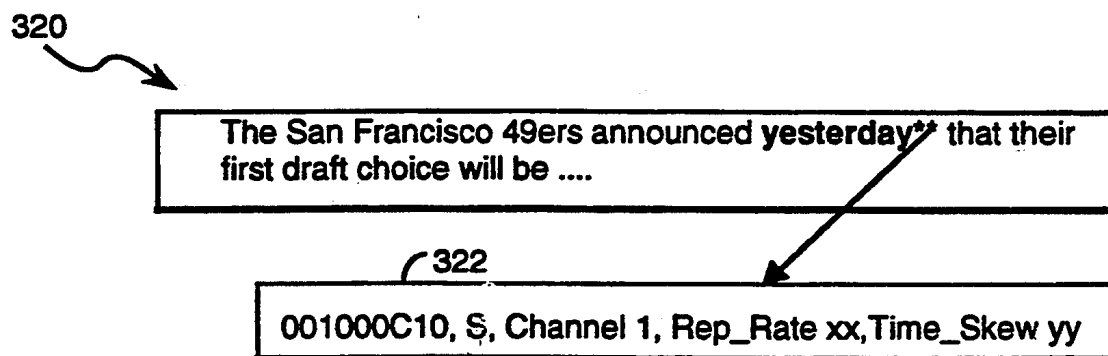 320
The San Francisco 49ers announced yesterday** that their
first draft choice will be ....
322
001000C10, S, Channel 1, Rep_Rate xx,Time_Skew yy